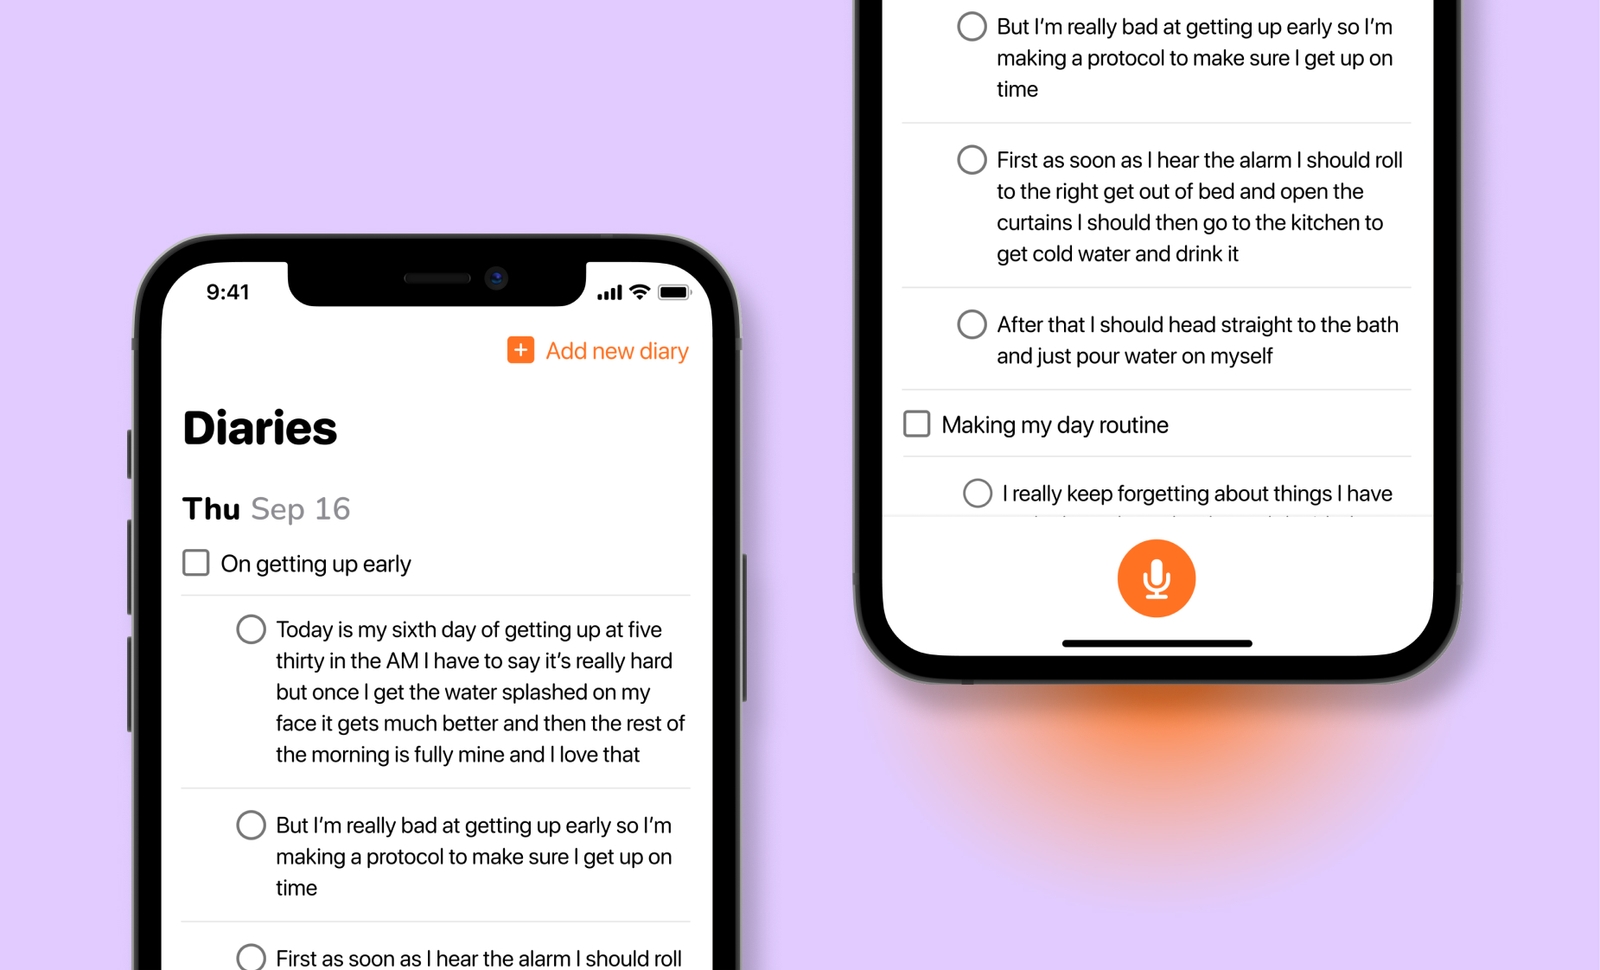 9:41
Add new diary
Diaries
Thu Sep 16
On getting up early
Today is my sixth day of getting up at five
thirty in the AM I have to say it's really hard
but once I get the water splashed on my
face it gets much better and then the rest of
the morning is fully mine and I love that
But I'm really bad at getting up early so I'm
making a protocol to make sure I get up on
time
First as soon as I hear the alarm I should roll
But I'm really bad at getting up early so I'm
making a protocol to make sure I get up on
time
First as soon as I hear the alarm I should roll
to the right get out of bed and open the
curtains I should then go to the kitchen to
get cold water and drink it
After that I should head straight to the bath
and just pour water on myself
Making my day routine
I really keep forgetting about things I have